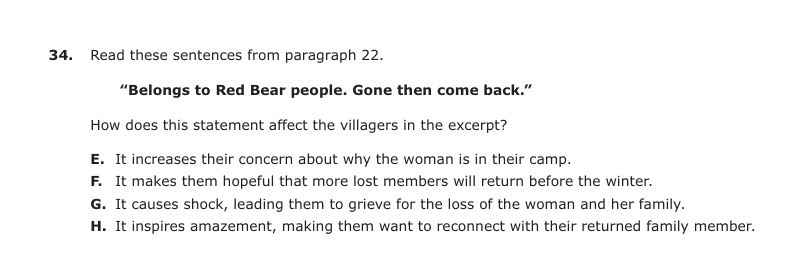 34. Read these sentences from paragraph 22.
“Belongs to Red Bear people. Gone then come back.”
How does this statement affect the villagers in the excerpt?
E. It increases their concern about why the woman is in their camp.
F. It makes them hopeful that more lost members will return before the winter.
G. It causes shock, leading them to grieve for the loss of the woman and her family.
H. It inspires amazement, making them want to reconnect with their returned family member.